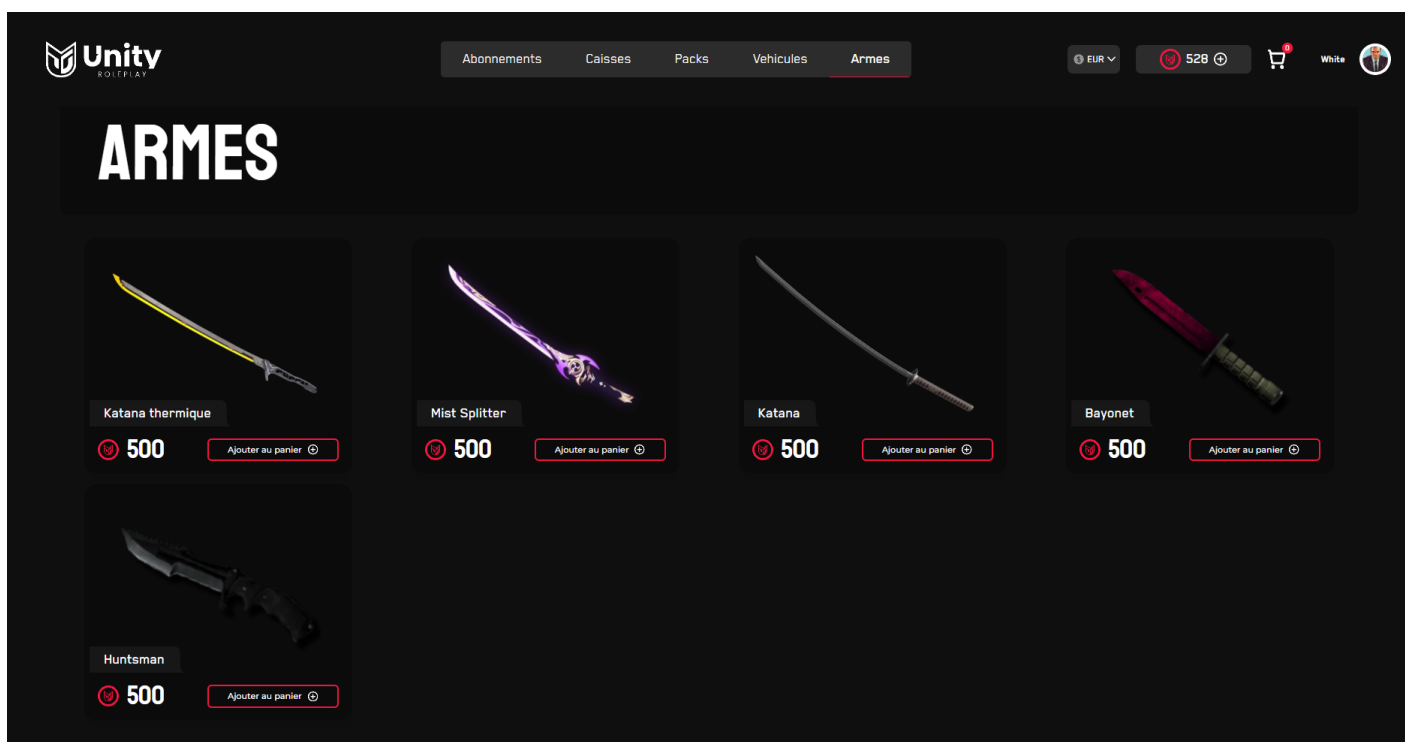 Unity
ROLEPLAY
Abonnements Caisses Packs Vehicules Armes
EUR
528
0
White
ARMES
Katana thermique
500 Ajouter au panier
Mist Splitter
500 Ajouter au panier
Katana
500 Ajouter au panier
Bayonet
500 Ajouter au panier
Huntsman
500 Ajouter au panier